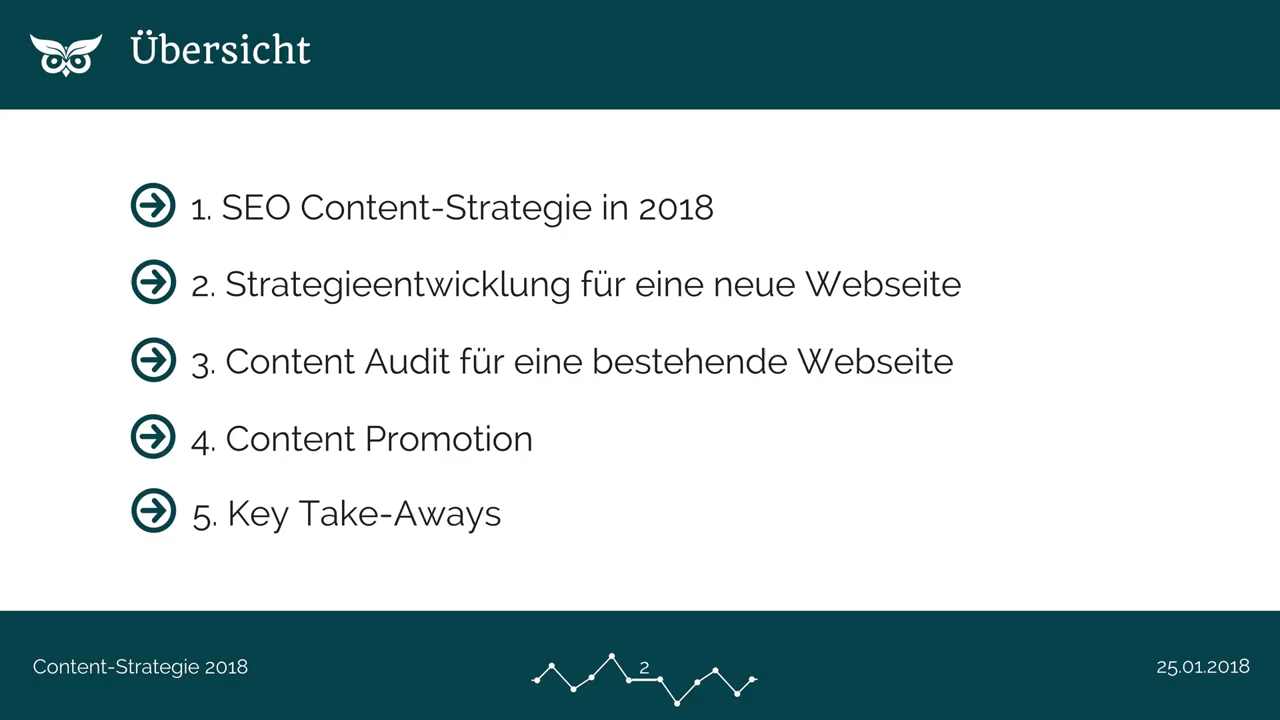 Übersicht
1. SEO Content-Strategie in 2018
2. Strategieentwicklung für eine neue Webseite
3. Content Audit für eine bestehende Webseite
4. Content Promotion
5. Key Take-Aways
Content-Strategie 2018
2
25.01.2018